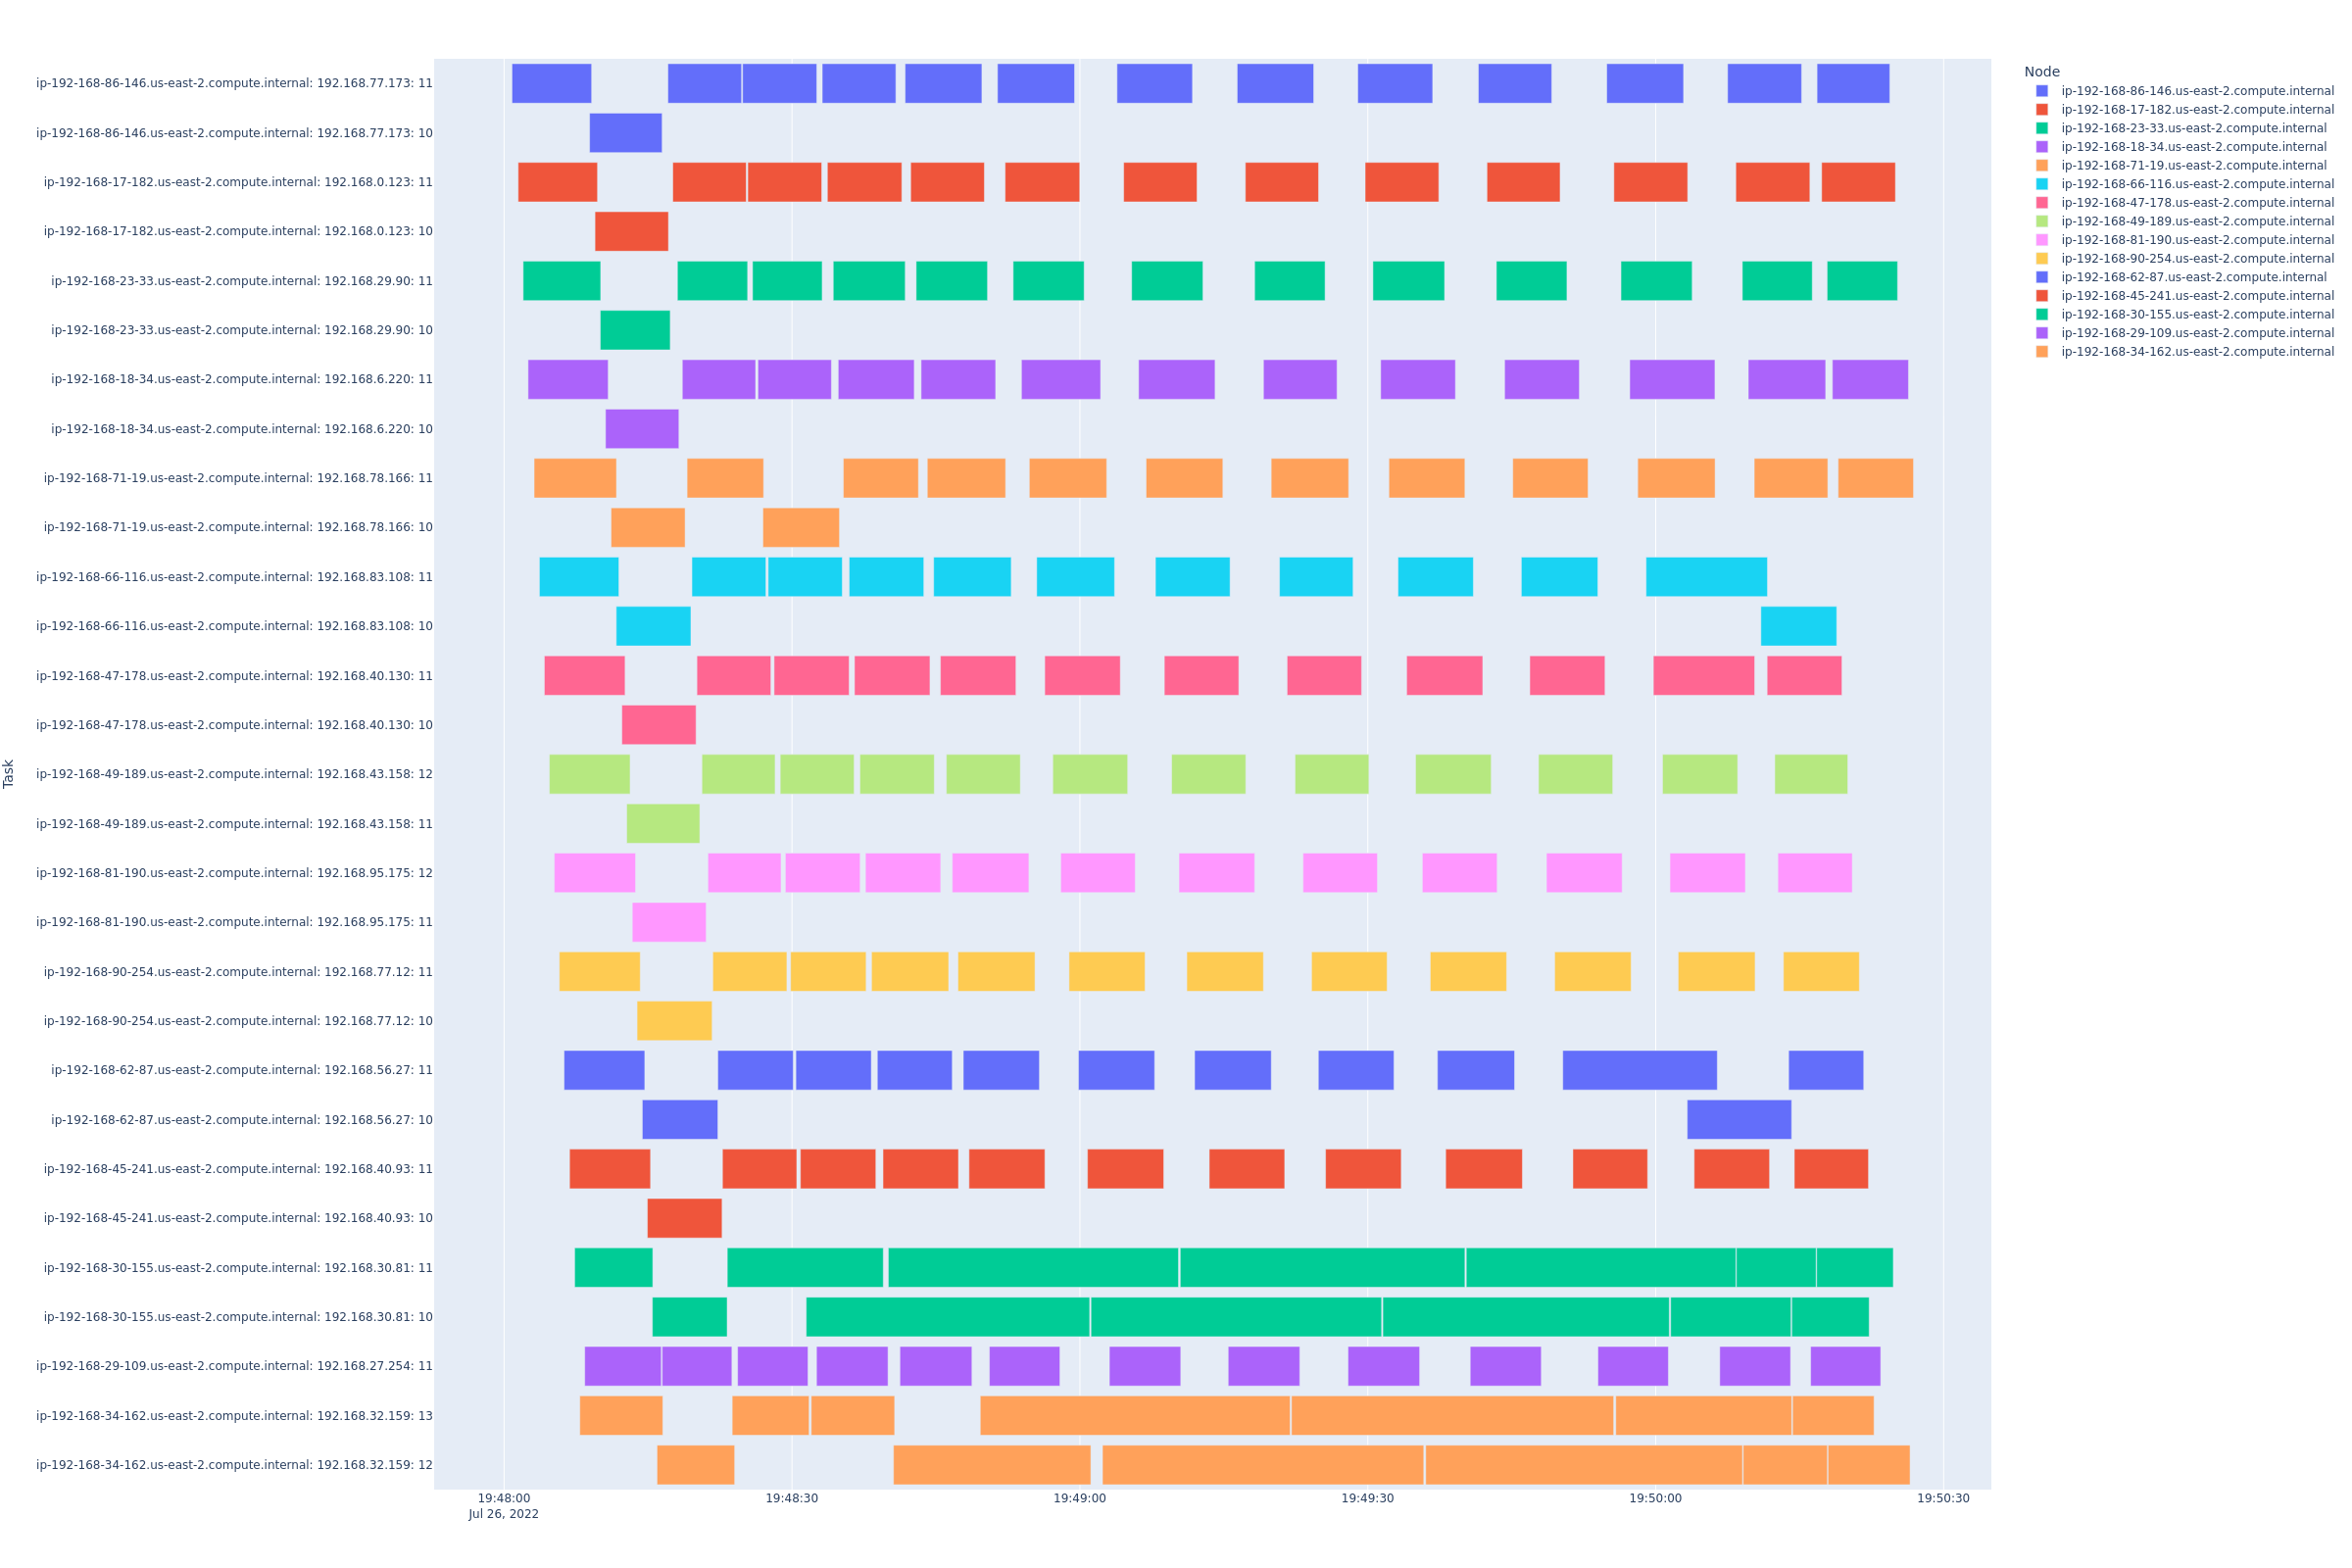 Task
ip-192-168-86-146.us-east-2.compute.internal: 192.168.77.173: 11
ip-192-168-86-146.us-east-2.compute.internal: 192.168.77.173: 10
ip-192-168-17-182.us-east-2.compute.internal: 192.168.0.123: 11
ip-192-168-17-182.us-east-2.compute.internal: 192.168.0.123: 10
ip-192-168-23-33.us-east-2.compute.internal: 192.168.29.90: 11
ip-192-168-23-33.us-east-2.compute.internal: 192.168.29.90: 10
ip-192-168-18-34.us-east-2.compute.internal: 192.168.6.220: 11
ip-192-168-18-34.us-east-2.compute.internal: 192.168.6.220: 10
ip-192-168-71-19.us-east-2.compute.internal: 192.168.78.166: 11
ip-192-168-71-19.us-east-2.compute.internal: 192.168.78.166: 10
ip-192-168-66-116.us-east-2.compute.internal: 192.168.83.108: 11
ip-192-168-66-116.us-east-2.compute.internal: 192.168.83.108: 10
ip-192-168-47-178.us-east-2.compute.internal: 192.168.40.130: 11
ip-192-168-47-178.us-east-2.compute.internal: 192.168.40.130: 10
ip-192-168-49-189.us-east-2.compute.internal: 192.168.43.158: 12
ip-192-168-49-189.us-east-2.compute.internal: 192.168.43.158: 11
ip-192-168-81-190.us-east-2.compute.internal: 192.168.95.175: 12
ip-192-168-81-190.us-east-2.compute.internal: 192.168.95.175: 11
ip-192-168-90-254.us-east-2.compute.internal: 192.168.77.12: 11
ip-192-168-90-254.us-east-2.compute.internal: 192.168.77.12: 10
ip-192-168-62-87.us-east-2.compute.internal: 192.168.56.27: 11
ip-192-168-62-87.us-east-2.compute.internal: 192.168.56.27: 10
ip-192-168-45-241.us-east-2.compute.internal: 192.168.40.93: 11
ip-192-168-45-241.us-east-2.compute.internal: 192.168.40.93: 10
ip-192-168-30-155.us-east-2.compute.internal: 192.168.30.81: 11
ip-192-168-30-155.us-east-2.compute.internal: 192.168.30.81: 10
ip-192-168-29-109.us-east-2.compute.internal: 192.168.27.254: 11
ip-192-168-34-162.us-east-2.compute.internal: 192.168.32.159: 13
ip-192-168-34-162.us-east-2.compute.internal: 192.168.32.159: 12
19:48:00 19:48:30 19:49:00 19:49:30 19:50:00 19:50:30
Jul 26, 2022
Node
ip-192-168-86-146.us-east-2.compute.internal
ip-192-168-17-182.us-east-2.compute.internal
ip-192-168-23-33.us-east-2.compute.internal
ip-192-168-18-34.us-east-2.compute.internal
ip-192-168-71-19.us-east-2.compute.internal
ip-192-168-66-116.us-east-2.compute.internal
ip-192-168-47-178.us-east-2.compute.internal
ip-192-168-49-189.us-east-2.compute.internal
ip-192-168-81-190.us-east-2.compute.internal
ip-192-168-90-254.us-east-2.compute.internal
ip-192-168-62-87.us-east-2.compute.internal
ip-192-168-45-241.us-east-2.compute.internal
ip-192-168-30-155.us-east-2.compute.internal
ip-192-168-29-109.us-east-2.compute.internal
ip-192-168-34-162.us-east-2.compute.internal